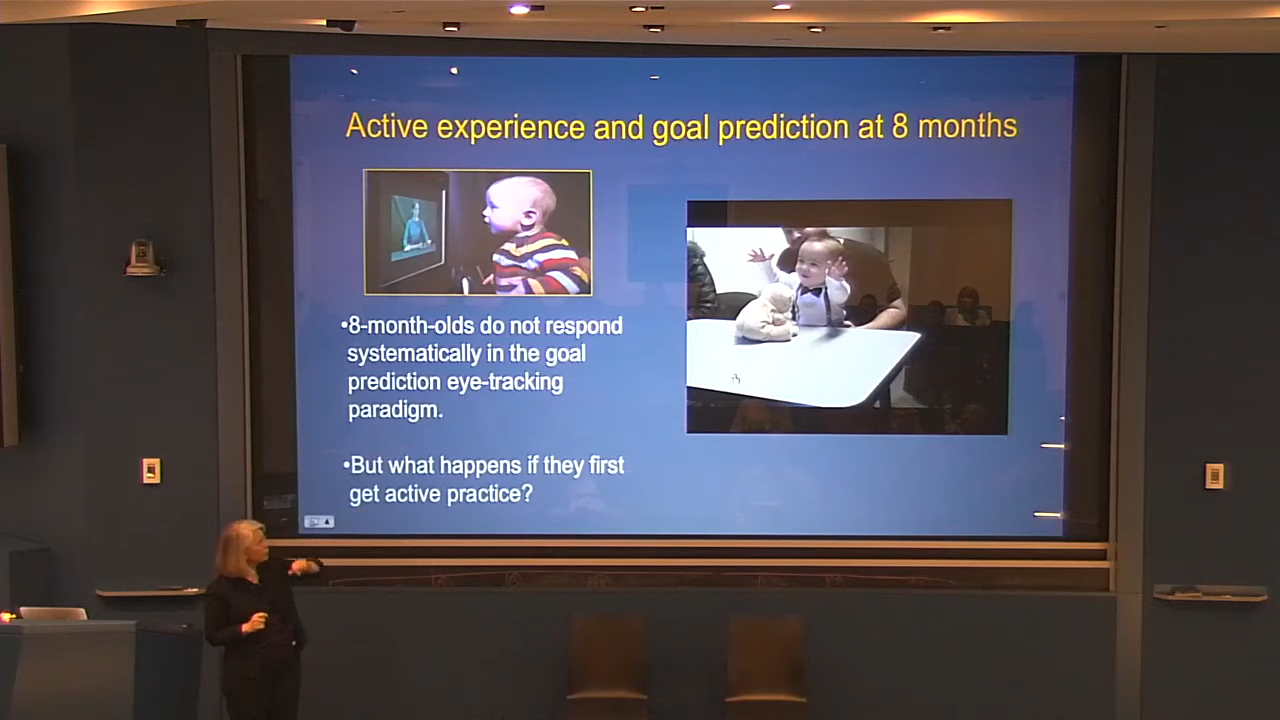 Active experience and goal prediction at 8 months
•8-month-olds do not respond
systematically in the goal
prediction eye-tracking
paradigm.
•But what happens if they first
get active practice?